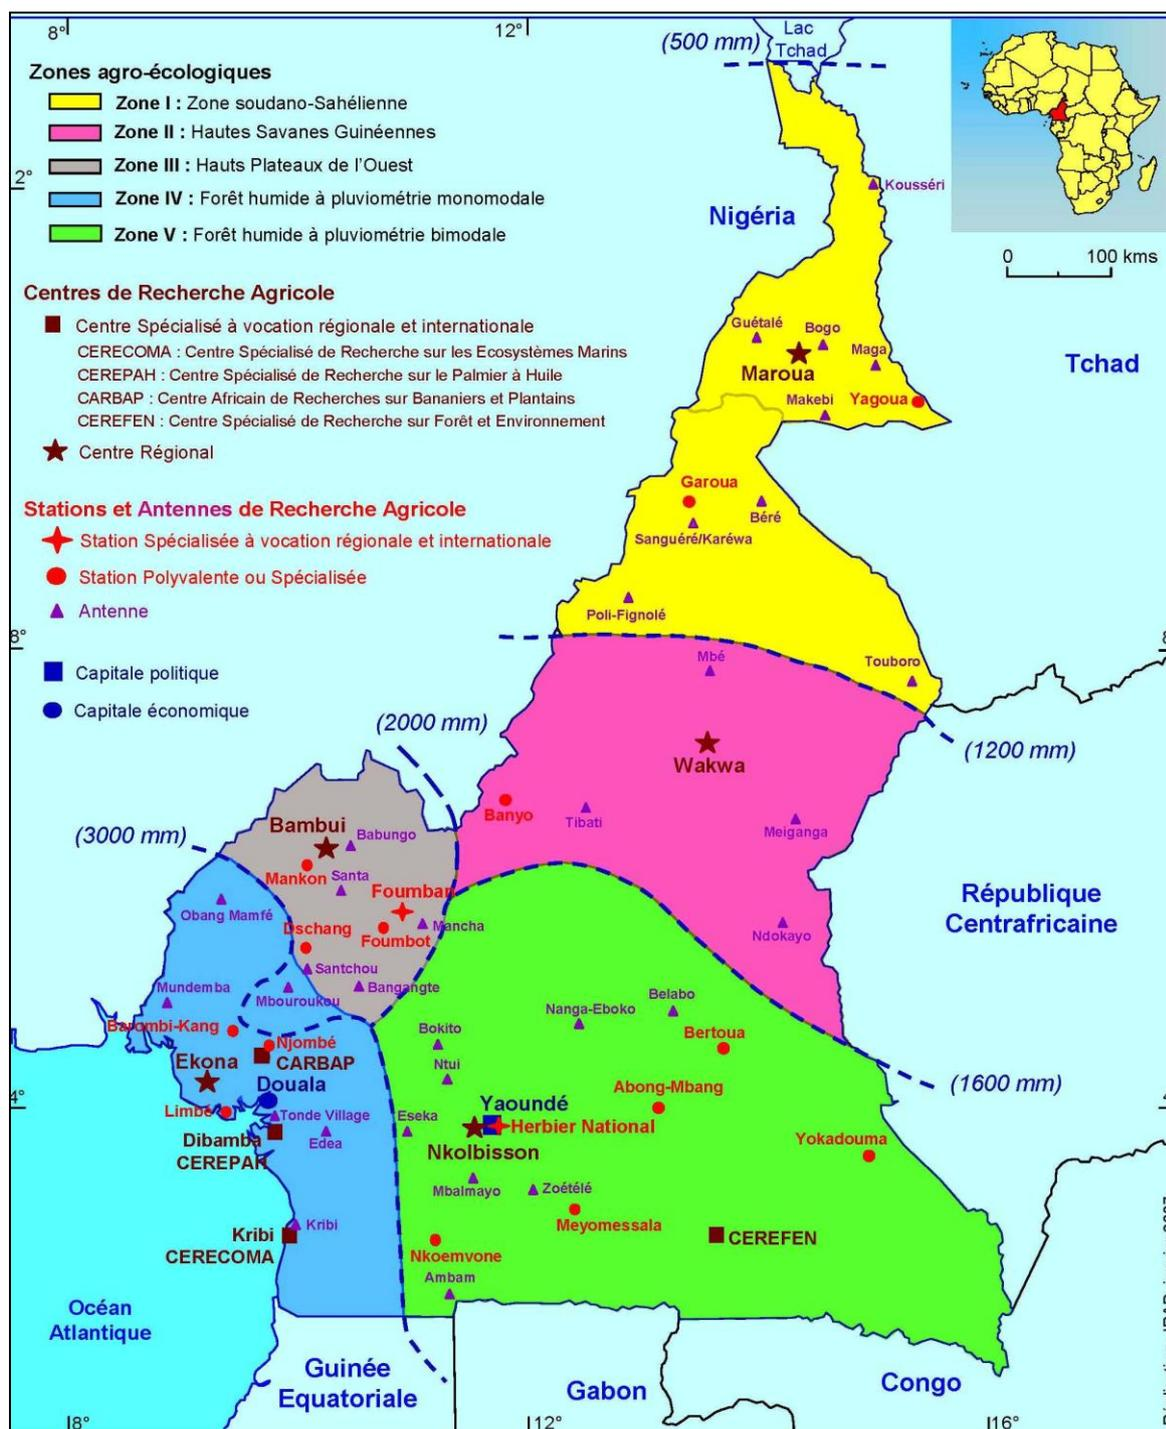 8°
12°
(500 mm)
Lac
Tchad
Zones agro-écologiques
Zone I : Zone soudano-Sahélienne
Zone II : Hautes Savanes Guinéennes
Zone III : Hauts Plateaux de l'Ouest
Zone IV : Forêt humide à pluviométrie monomodale
Zone V : Forêt humide à pluviométrie bimodale
2°
Kousséri
Nigéria
0 100 kms
Centres de Recherche Agricole
Centre Spécialisé à vocation régionale et internationale
CERECOMA : Centre Spécialisé de Recherche sur les Ecosystèmes Marins
CEREPAH : Centre Spécialisé de Recherche sur le Palmier à Huile
CARBAP : Centre Africain de Recherches sur Bananiers et Plantains
CEREFEN : Centre Spécialisé de Recherche sur Forêt et Environnement
Centre Régional
Guétalé
Bogo
Maga
Maroua
Tchad
Makebi
Yagoua
Stations et Antennes de Recherche Agricole
Station Spécialisée à vocation régionale et internationale
Station Polyvalente ou Spécialisée
Antenne
Garoua
Béré
Sanguéré/Karéwa
Poli-Fignolé
8°
Capitale politique
Capitale économique
Mbé
Touboro
(2000 mm)
(1200 mm)
Wakwa
Banyo
Tibati
Meiganga
(3000 mm)
Bambui
Babungo
Mankon
Santa
Foumban
Obang Mamfé
Dschang
Foumbot
Mancha
République
Centrafricaine
Ndokayo
Santchou
Bangangte
Mundemba
Mbouroukou
Barombi-Kang
Njombé
CARBAP
Ekona
Douala
Bokito
Ntui
Nanga-Eboko
Belabo
Bertoua
(1600 mm)
4°
Limbe
Tonde Village
Edea
Eseka
Yaoundé
Herbier National
Abong-Mbang
Yokadouma
Dibamba
CEREPAH
Nkolbisson
Mbalmayo
Zoétélé
Meyomessala
Kribi
Kribi
CERECOMA
Nkoemvone
Ambam
CEREFEN
Océan
Atlantique
Guinée
Equatoriale
Gabon
Congo
8°
12°
16°